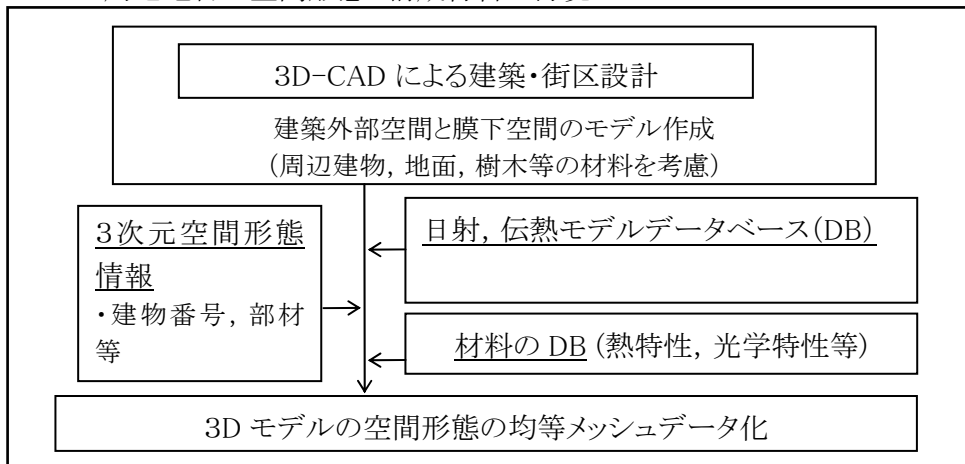 3D-CAD による建築・街区設計
建築外部空間と膜下空間のモデル作成
(周辺建物, 地面, 樹木等の材料を考慮)
3次元空間形態
情報
・建物番号, 部材
等
日射, 伝熱モデルデータベース(DB)
材料の DB (熱特性, 光学特性等)
3D モデルの空間形態の均等メッシュデータ化